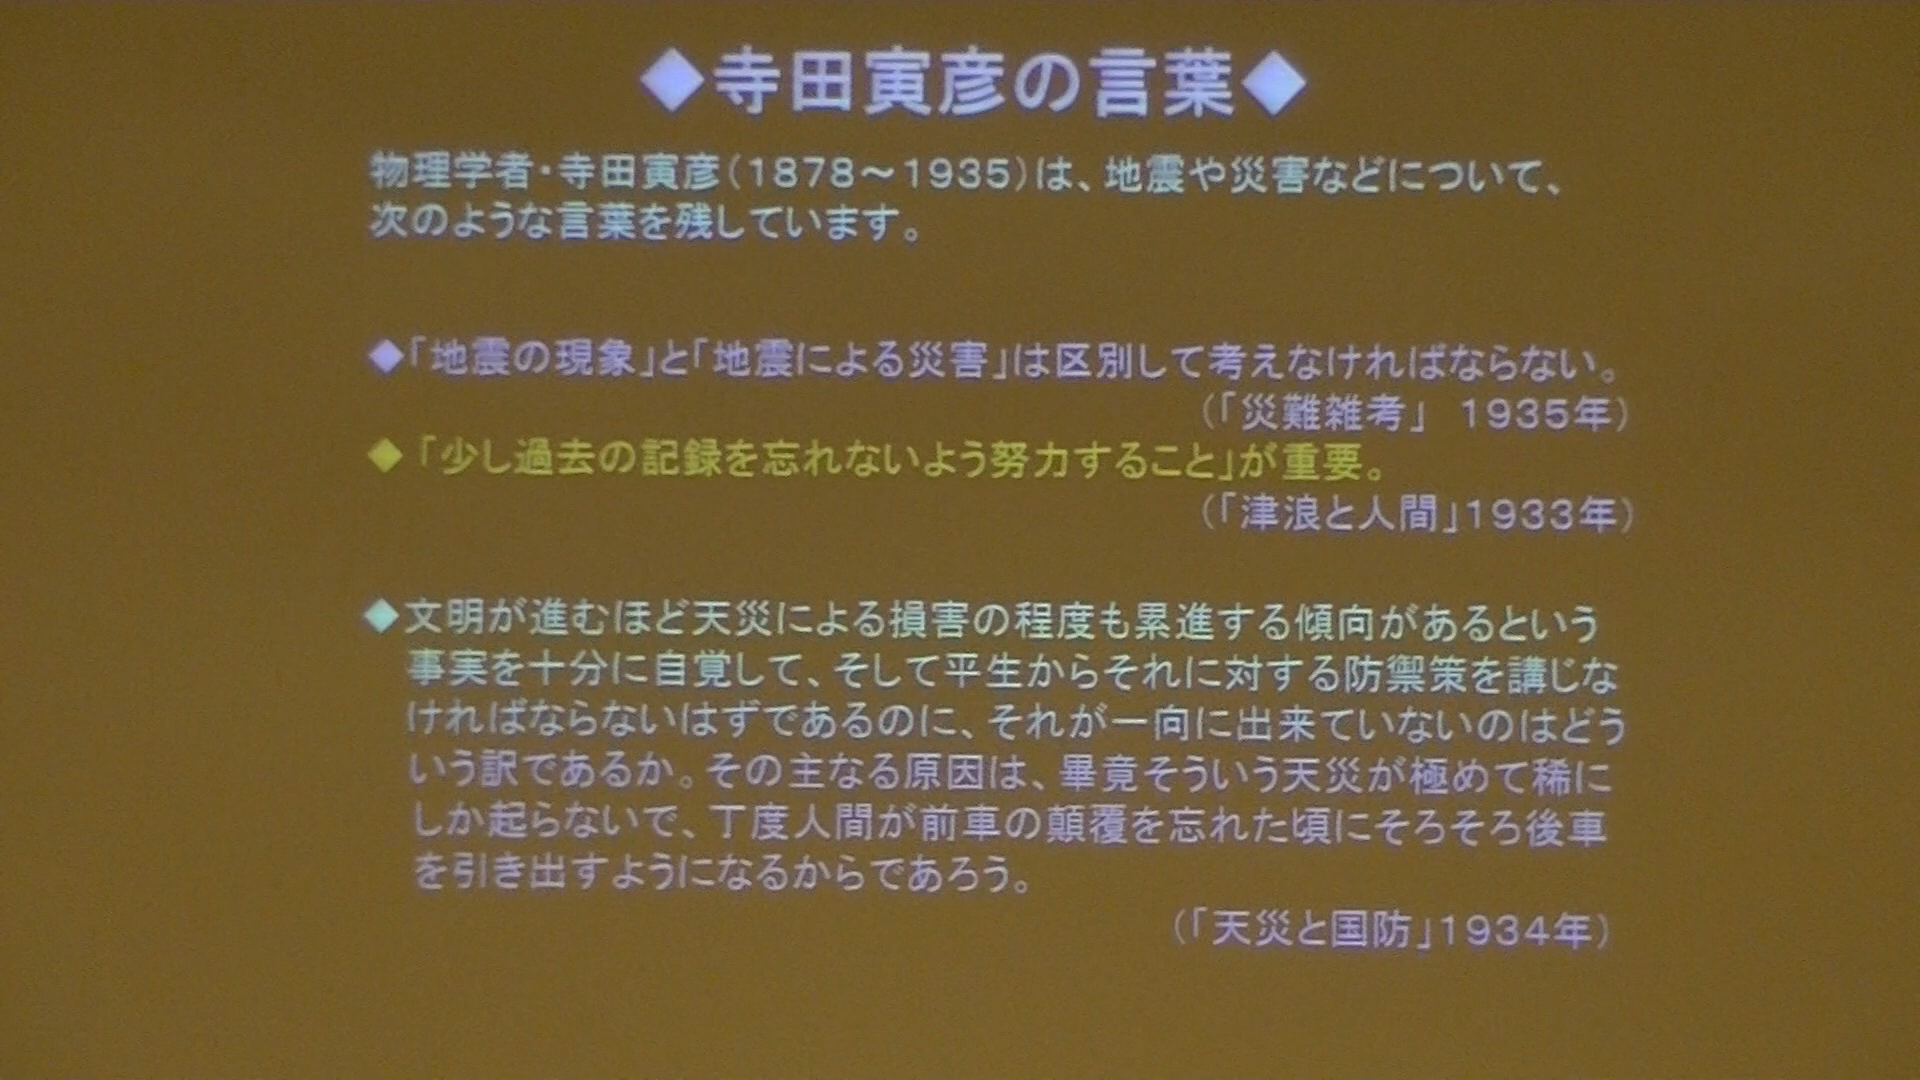 ◆寺田寅彦の言葉◆
物理学者・寺田寅彦(1878〜1935)は、地震や災害などについて、
次のような言葉を残しています。
◆「地震の現象」と「地震による災害」は区別して考えなければならない。
(「災難雑考」 1935年)
◆「少し過去の記録を忘れないよう努力すること」が重要。
(「津浪と人間」1933年)
◆文明が進むほど天災による損害の程度も累進する傾向があるという
事実を十分に自覚して、そして平生からそれに対する防禦策を講じな
ければならないはずであるのに、それが一向に出来ていないのはどう
いう訳であるか。その主なる原因は、畢竟そういう天災が極めて稀に
しか起らないで、丁度人間が前車の顛覆を忘れた頃にそろそろ後車
を引き出すようになるからであろう。
(「天災と国防」1934年)